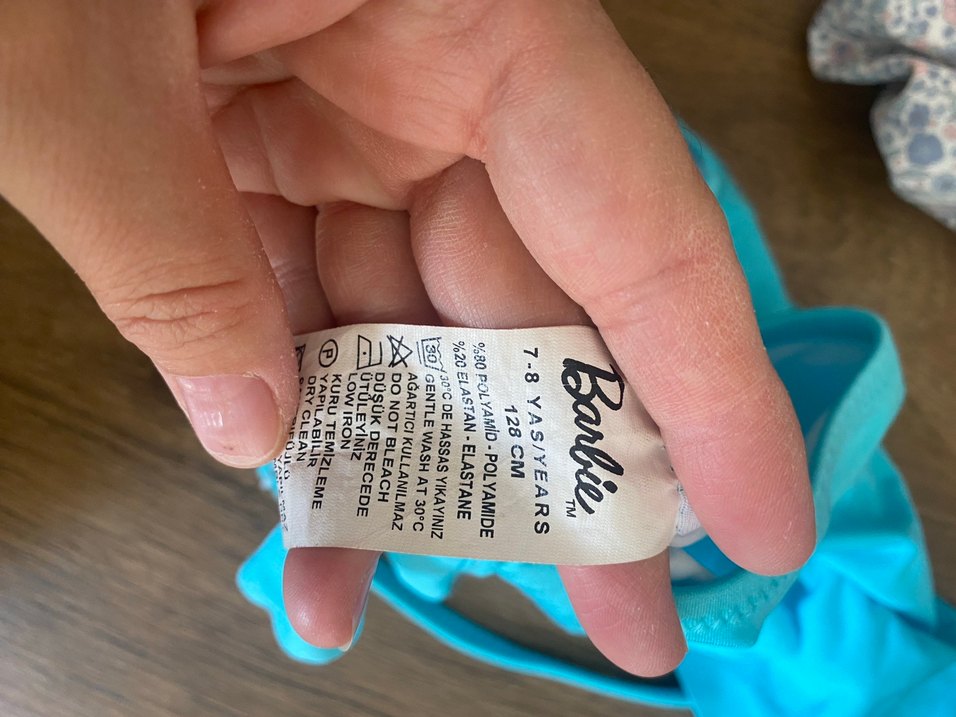 Barbie™
7-8 YAS/YEARS
128 CM
%80 POLYAMİD - POLYAMIDE
%20 ELASTAN - ELASTANE
30
30°C DE HASSAS YIKAYINIZ
GENTLE WASH AT 30°C
AĞARTICI KULLANILMAZ
DO NOT BLEACH
DÜŞÜK DERECEDE
ÜTÜLEYİNİZ
LOW IRON
P
KURU TEMİZLEME
YAPILABİLİR
DRY CLEAN